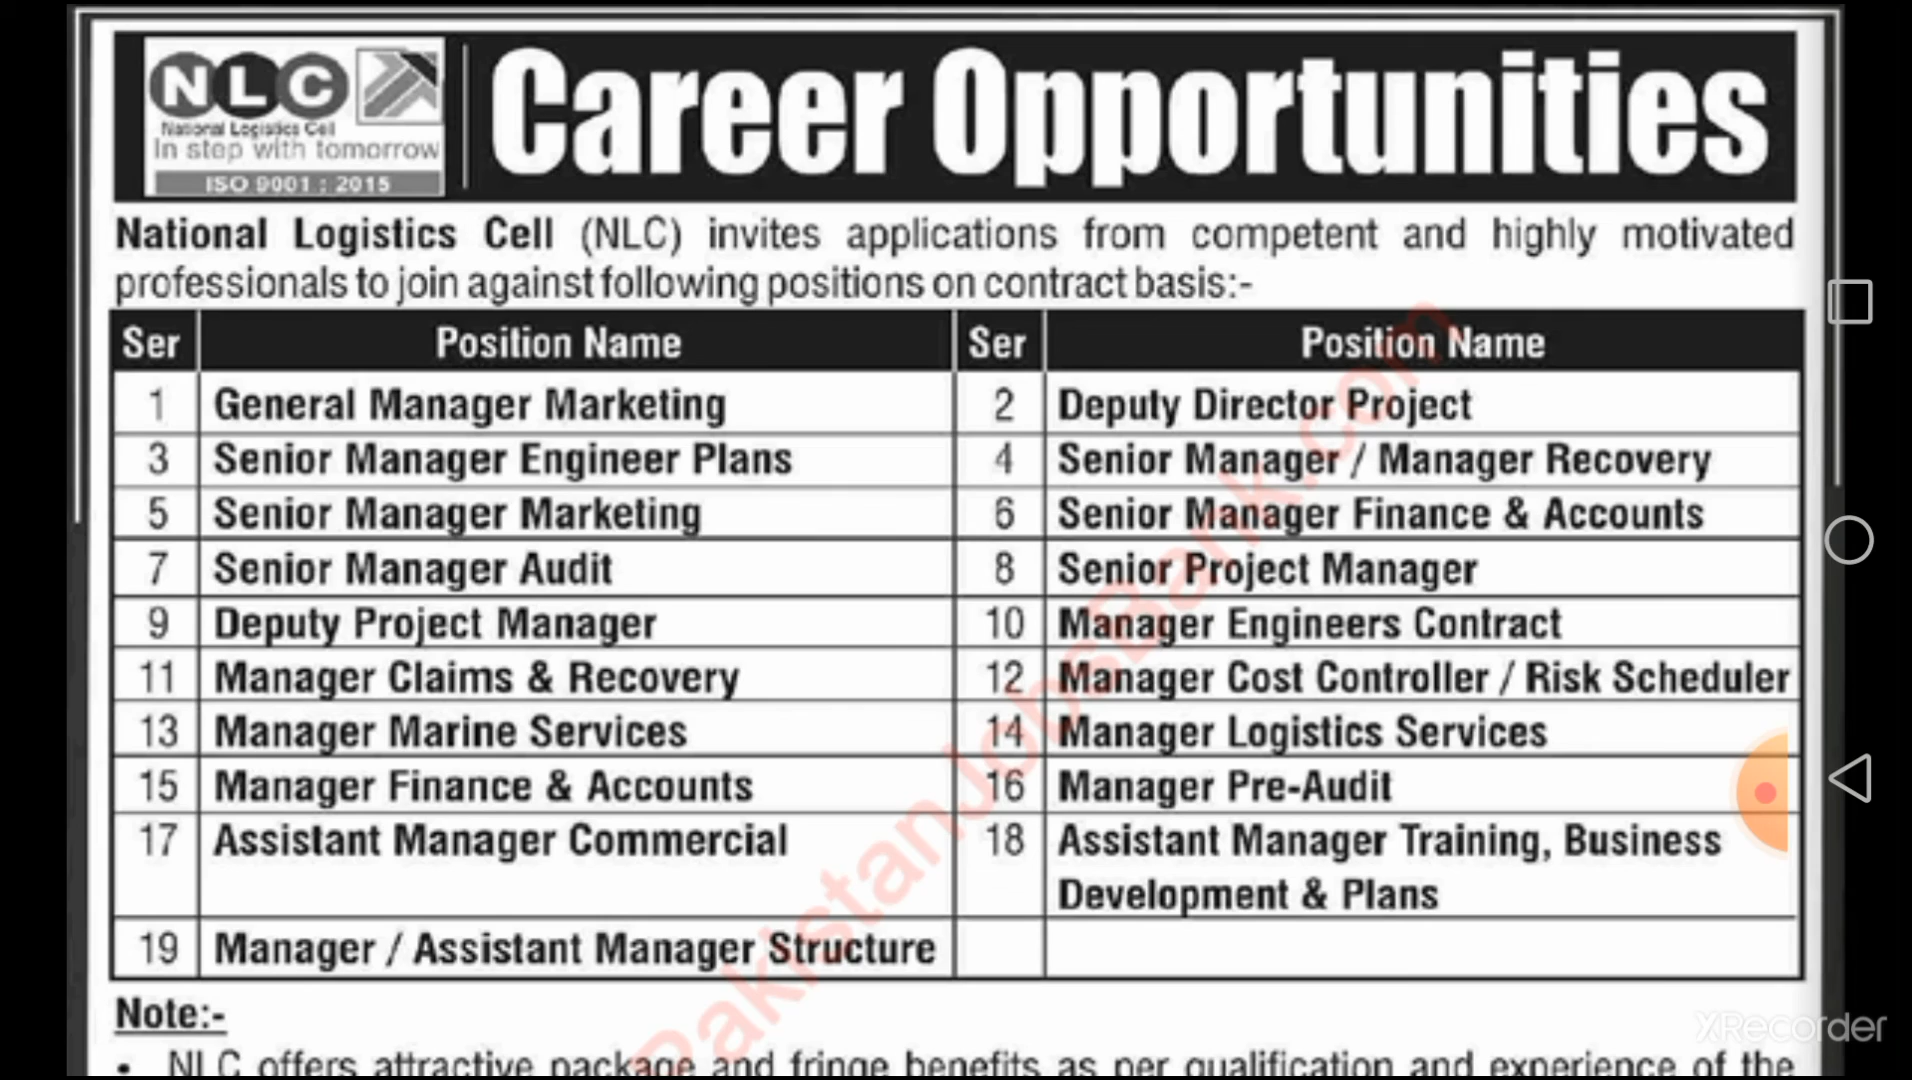 NLC
National Logistics Cell
In step with tomorrow
ISO 9001 : 2015
Career Opportunities
National Logistics Cell (NLC) invites applications from competent and highly motivated
professionals to join against following positions on contract basis:-
Ser Position Name Ser Position Name
1 General Manager Marketing 2 Deputy Director Project
3 Senior Manager Engineer Plans 4 Senior Manager / Manager Recovery
5 Senior Manager Marketing 6 Senior Manager Finance & Accounts
7 Senior Manager Audit 8 Senior Project Manager
9 Deputy Project Manager 10 Manager Engineers Contract
11 Manager Claims & Recovery 12 Manager Cost Controller / Risk Scheduler
13 Manager Marine Services 14 Manager Logistics Services
15 Manager Finance & Accounts 16 Manager Pre-Audit
17 Assistant Manager Commercial 18 Assistant Manager Training, Business
Development & Plans
19 Manager / Assistant Manager Structure
Note:-
• NLC offers attractive package and fringe benefits as per qualification and experience of the
PakistanJobsBank.com
XRecorder